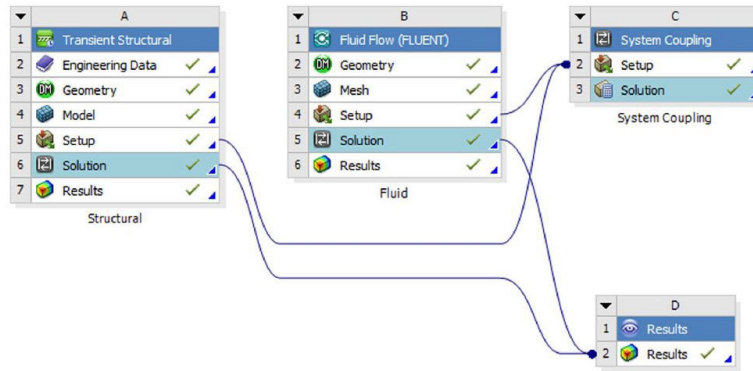 A
1 Transient Structural
2 Engineering Data
3 Geometry
4 Model
5 Setup
6 Solution
7 Results
Structural
B
1 Fluid Flow (FLUENT)
2 Geometry
3 Mesh
4 Setup
5 Solution
6 Results
Fluid
C
1 System Coupling
2 Setup
3 Solution
System Coupling
D
1 Results
2 Results